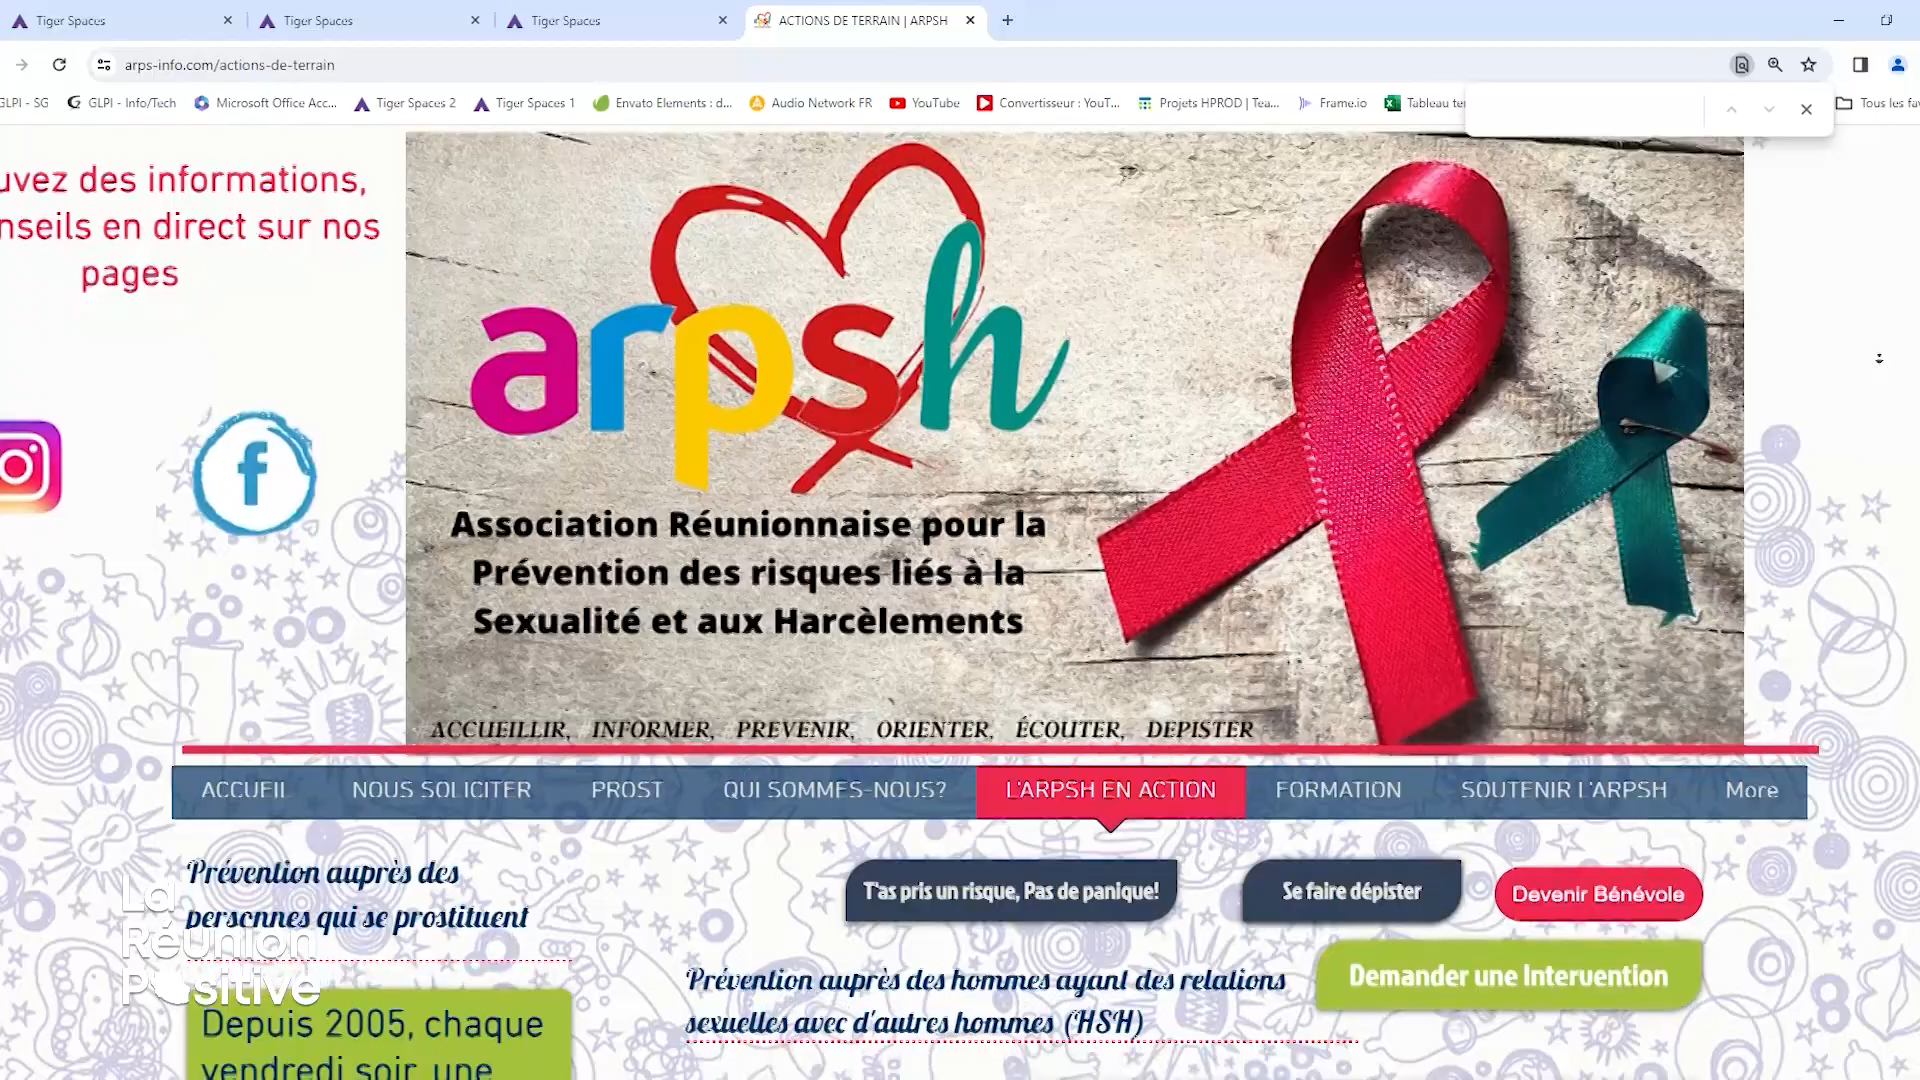 Tiger Spaces
Tiger Spaces
Tiger Spaces
ACTIONS DE TERRAIN | ARPSH
arps-info.com/actions-de-terrain
GLPI - SG
GLPI - Info/Tech
Microsoft Office Acc...
Tiger Spaces 2
Tiger Spaces 1
Envato Elements : d...
Audio Network FR
YouTube
Convertisseur : YouT...
Projets HPROD | Tea...
Frame.io
Tableau te
Tous les fa
uvez des informations,
nseils en direct sur nos
pages
arpsh
Association Réunionnaise pour la
Prévention des risques liés à la
Sexualité et aux Harcèlements
ACCUEILLIR, INFORMER, PREVENIR, ORIENTER, ÉCOUTER, DEPISTER
ACCUEIL
NOUS SOLICITER
PROST
QUI SOMMES-NOUS?
L'ARPSH EN ACTION
FORMATION
SOUTENIR L'ARPSH
More
Prévention auprès des
personnes qui se prostituent
T'as pris un risque, Pas de panique!
Se faire dépister
Devenir Bénévole
Prévention auprès des hommes ayant des relations
sexuelles avec d'autres hommes (HSH)
Demander une Intervention
La
Réunion
Positive
Depuis 2005, chaque
vendredi soir, une